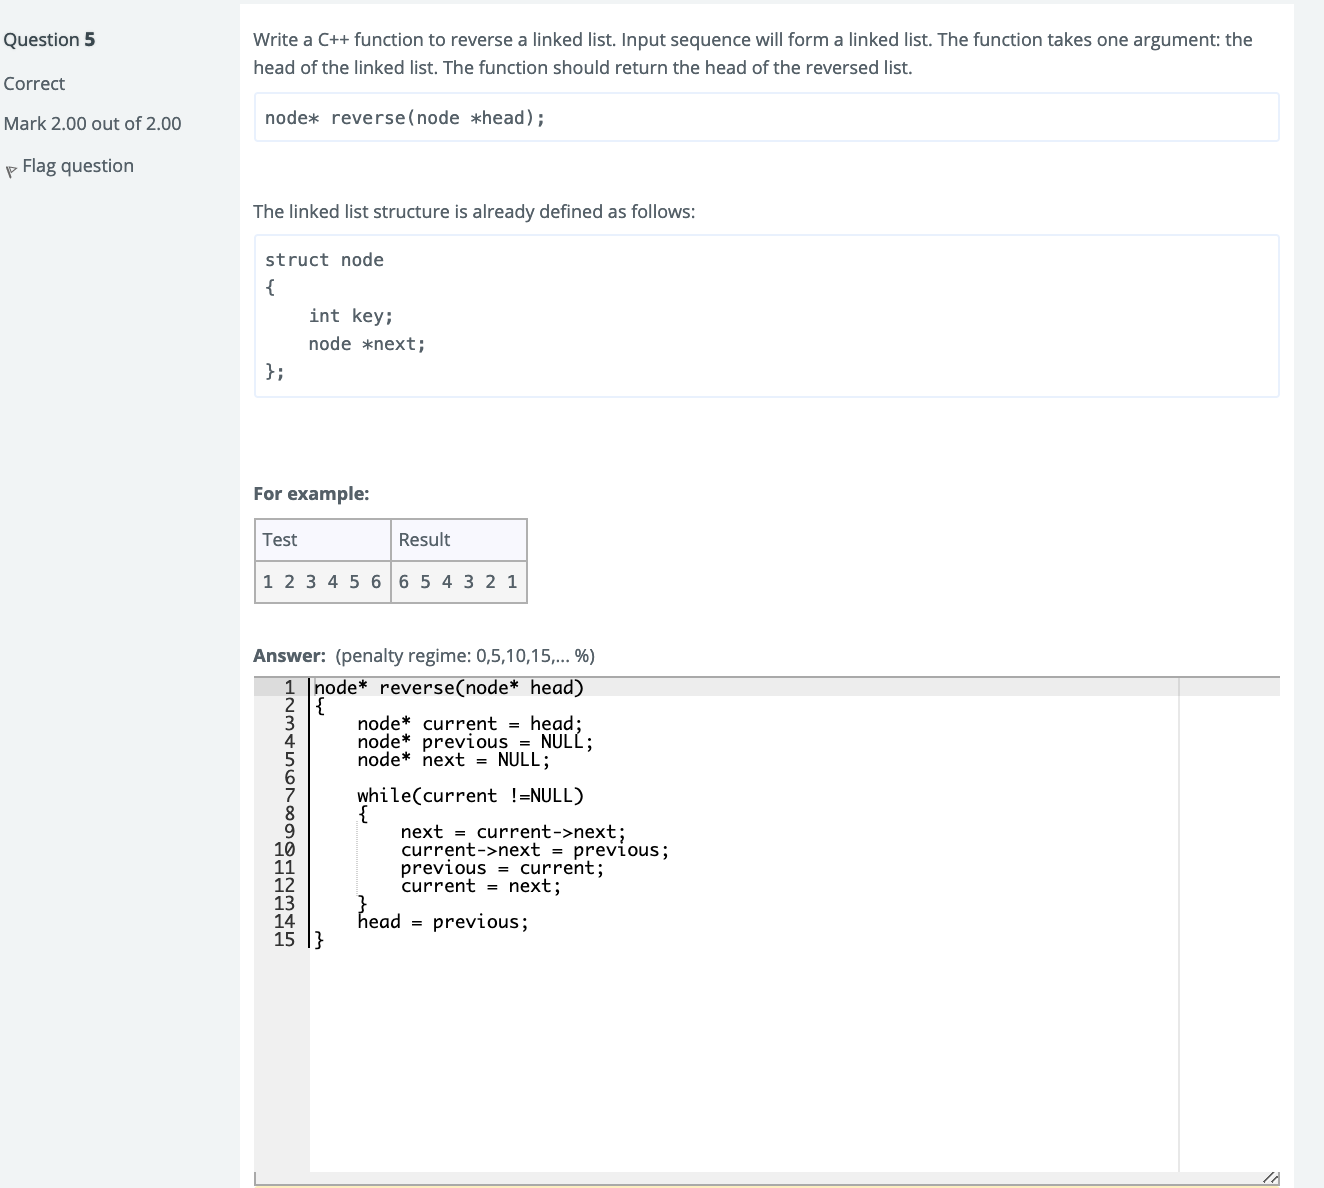 Question 5
Correct
Mark 2.00 out of 2.00
Flag question
Write a C++ function to reverse a linked list. Input sequence will form a linked list. The function takes one argument: the
head of the linked list. The function should return the head of the reversed list.
node* reverse(node *head);
The linked list structure is already defined as follows:
struct node
{
    int key;
    node *next;
};
For example:
Test Result
1 2 3 4 5 6 6 5 4 3 2 1
Answer: (penalty regime: 0,5,10,15,... %)
1 node* reverse(node* head)
2 {
3     node* current = head;
4     node* previous = NULL;
5     node* next = NULL;
6
7     while(current !=NULL)
8     {
9         next = current->next;
10         current->next = previous;
11         previous = current;
12         current = next;
13     }
14     head = previous;
15 }